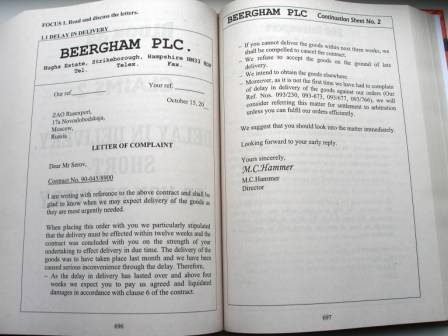 FOCUS 1. Read and discuss the letters.
1.1 DELAY IN DELIVERY
BEERGHAM PLC.
Hughs Estate, Strikeborough, Hampshire
Tel. Telex. Fax.
Our ref Your ref.
October 15, 20
ZAO Rusexpert,
17a Novoslobodskaja,
Moscow,
Russia
LETTER OF COMPLAINT
Dear Mr Serov,
Contract No. 90-045/8900
I am writing with reference to the above contract and shall be
glad to know when we may expect delivery of the goods as
they are most urgently needed.
When placing this order with you we particularly stipulated
that the delivery must be effected within twelve weeks and the
contract was concluded with you on the strength of your
undertaking to effect delivery in due time. The delivery of the
goods was to have taken place last month and we have been
caused serious inconvenience through the delay. Therefore,
– As the delay in delivery has lasted over and above four
weeks we expect you to pay us agreed and liquidated
damages in accordance with clause 6 of the contract.
696
BEERGHAM PLC Continuation Sheet No. 2
– If you cannot deliver the goods within next three weeks, we
shall be compelled to cancel the contract.
– We refuse to accept the goods on the ground of late
delivery.
– We intend to obtain the goods elsewhere.
– Moreover, as it is not the first time we have had to complain
of delay in delivery of the goods against our orders (Our
Ref. Nos. 093/230, 093-671, 093/677, 093/766), we will
consider referring this matter for settlement to arbitration
unless you can fulfil our orders efficiently.
We suggest that you should look into the matter immediately.
Looking forward to your early reply.
Yours sincerely,
M.C.Hammer
M.C.Hammer
Director
697